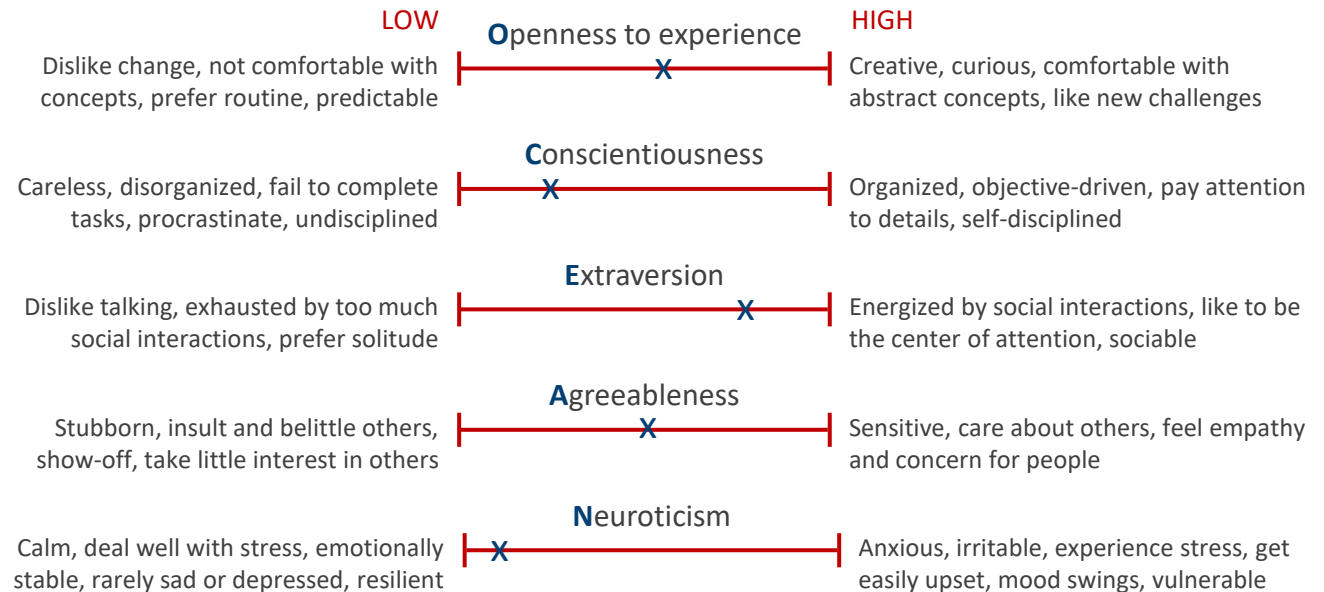 LOW
HIGH
Openness to experience
Dislike change, not comfortable with
concepts, prefer routine, predictable
X
Creative, curious, comfortable with
abstract concepts, like new challenges
Conscientiousness
Careless, disorganized, fail to complete
tasks, procrastinate, undisciplined
X
Organized, objective-driven, pay attention
to details, self-disciplined
Extraversion
Dislike talking, exhausted by too much
social interactions, prefer solitude
X
Energized by social interactions, like to be
the center of attention, sociable
Agreeableness
Stubborn, insult and belittle others,
show-off, take little interest in others
X
Sensitive, care about others, feel empathy
and concern for people
Neuroticism
Calm, deal well with stress, emotionally
stable, rarely sad or depressed, resilient
X
Anxious, irritable, experience stress, get
easily upset, mood swings, vulnerable